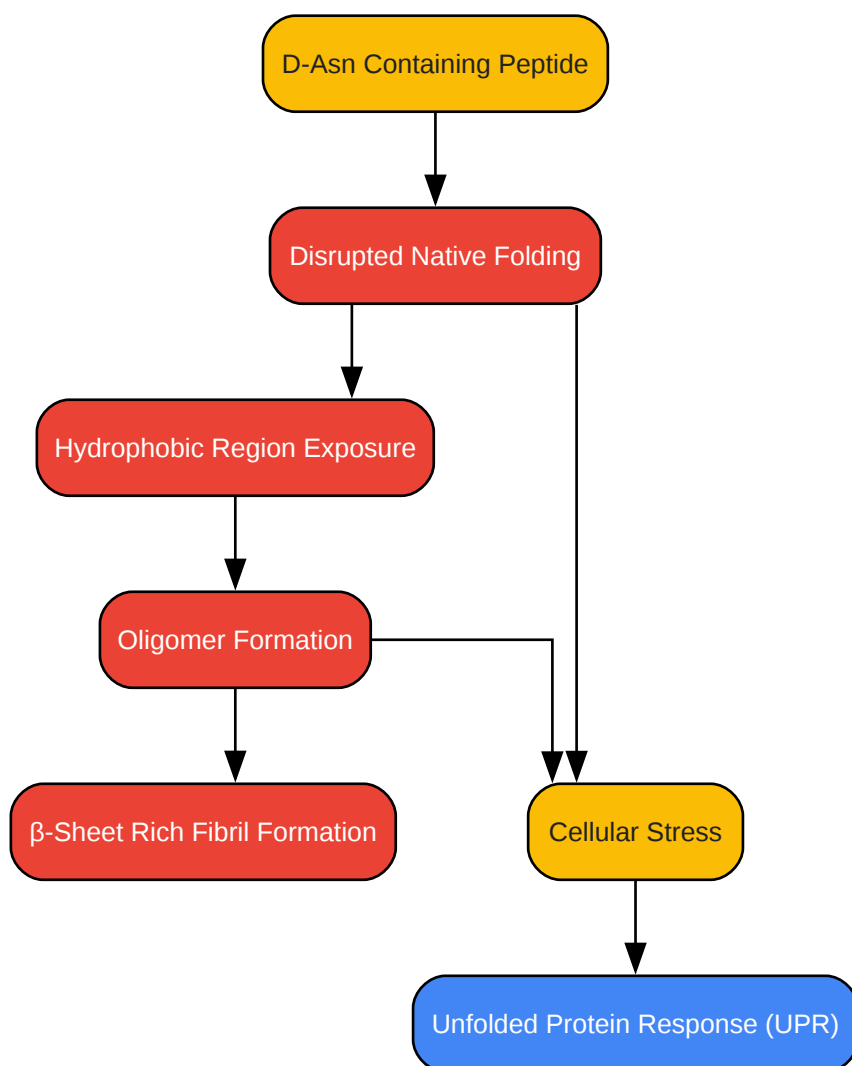 D-Asn Containing Peptide
Disrupted Native Folding
Hydrophobic Region Exposure
Oligomer Formation
β-Sheet Rich Fibril Formation
Cellular Stress
Unfolded Protein Response (UPR)